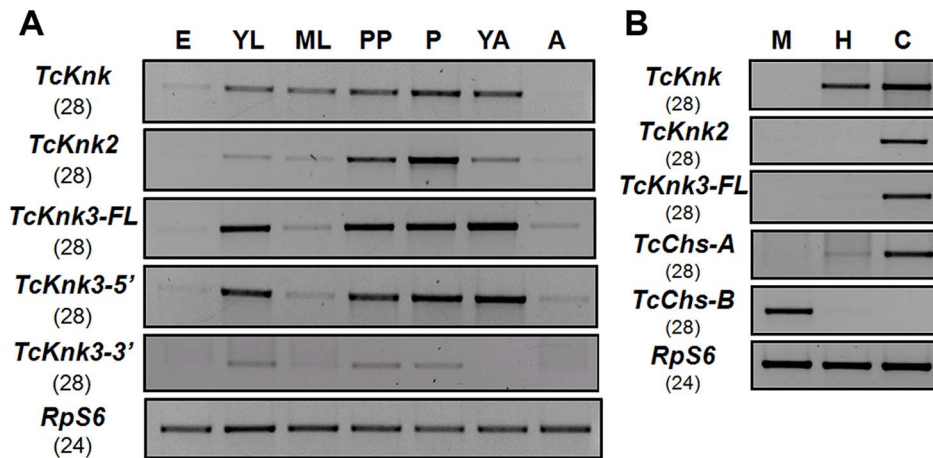 A
E YL ML PP P YA A
TcKnk
(28)
TcKnk2
(28)
TcKnk3-FL
(28)
TcKnk3-5’
(28)
TcKnk3-3’
(28)
RpS6
(24)
B
M H C
TcKnk
(28)
TcKnk2
(28)
TcKnk3-FL
(28)
TcChs-A
(28)
TcChs-B
(28)
RpS6
(24)